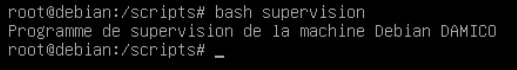 root@debian:/scripts# bash supervision
Programme de supervision de la machine Debian DAMICO
root@debian:/scripts# _